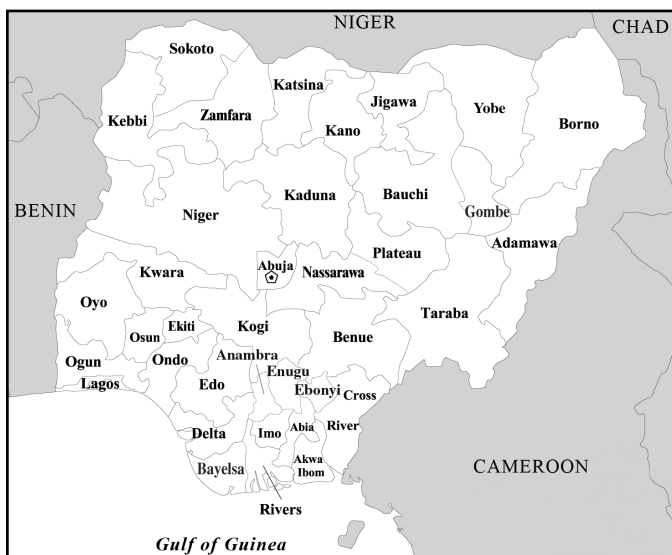 NIGER
CHAD
Sokoto
Katsina
Jigawa
Yobe
Borno
Kebbi
Zamfara
Kano
BENIN
Niger
Kaduna
Bauchi
Gombe
Adamawa
Plateau
Abuja
Nassarawa
Kwara
Oyo
Taraba
Osun
Ekiti
Kogi
Benue
Ogun
Ondo
Anambra
Enugu
Lagos
Edo
Ebonyi
Cross
River
Delta
Imo
Abia
Bayelsa
Akwa
Ibom
CAMEROON
Rivers
Gulf of Guinea